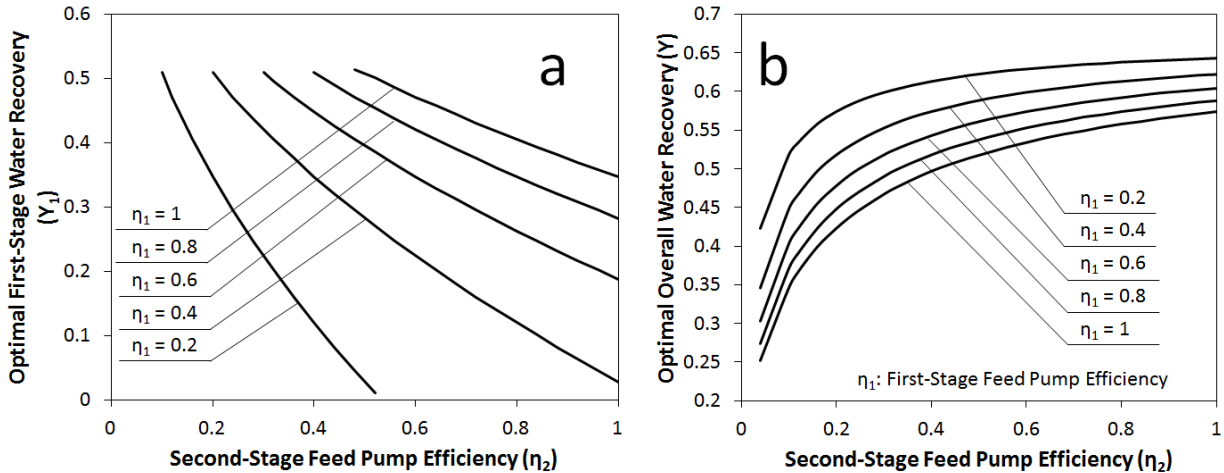 a
Optimal First-Stage Water Recovery
(Y₁)
0.6
0.5
0.4
0.3
0.2
0.1
0
η₁ = 1
η₁ = 0.8
η₁ = 0.6
η₁ = 0.4
η₁ = 0.2
0
0.2
0.4
0.6
0.8
1
Second-Stage Feed Pump Efficiency (η₂)
b
Optimal Overall Water Recovery (Y)
0.7
0.65
0.6
0.55
0.5
0.45
0.4
0.35
0.3
0.25
0.2
η₁ = 0.2
η₁ = 0.4
η₁ = 0.6
η₁ = 0.8
η₁ = 1
η₁: First-Stage Feed Pump Efficiency
0
0.2
0.4
0.6
0.8
1
Second-Stage Feed Pump Efficiency (η₂)